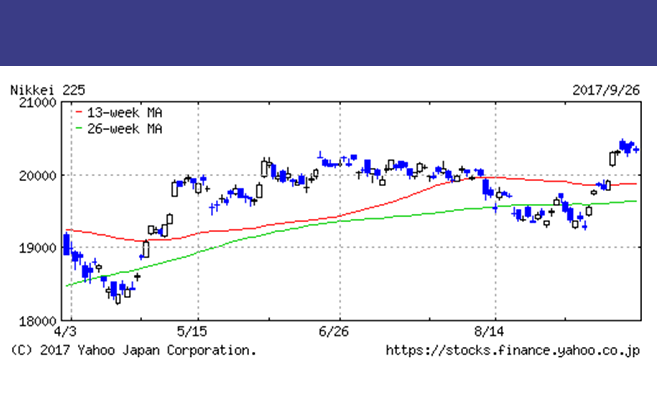 Nikkei 225 2017/9/26
21000
13-week MA
26-week MA
20000
19000
18000
4/3 5/15 6/26 8/14
(C) 2017 Yahoo Japan Corporation. https://stocks.finance.yahoo.co.jp